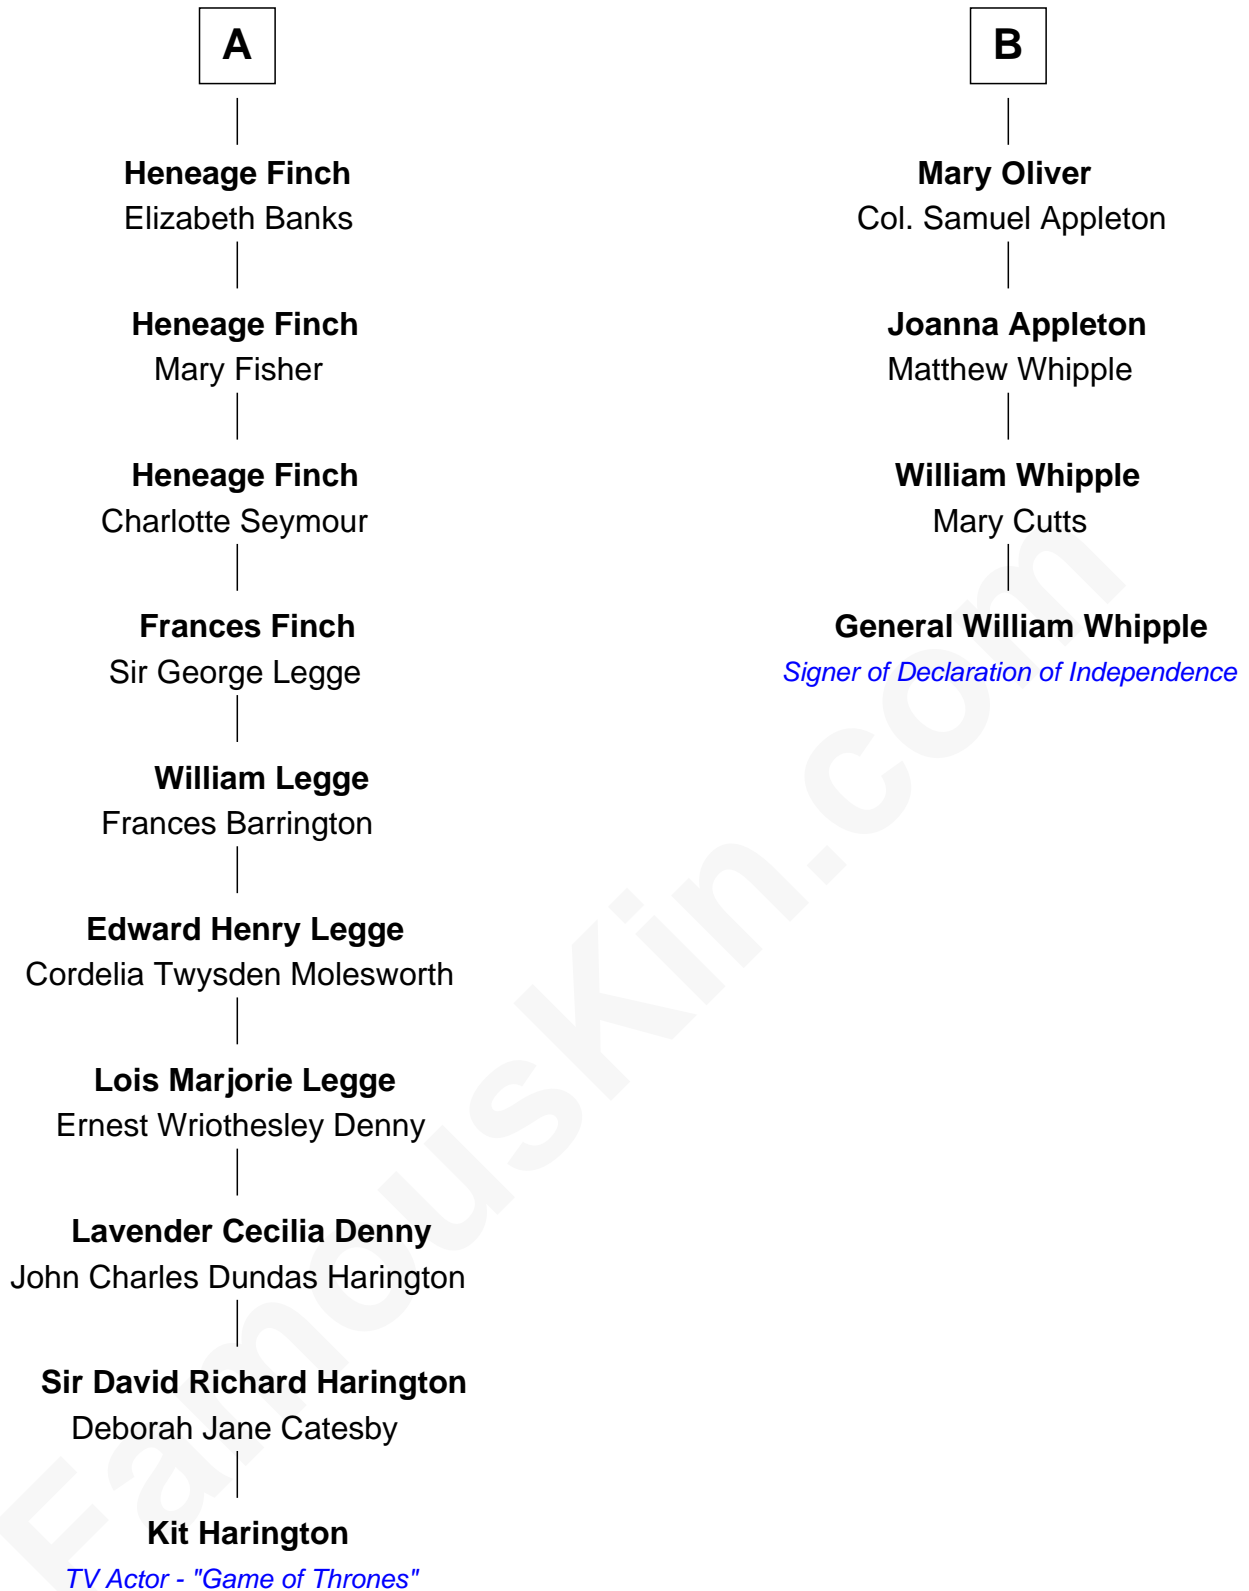 A
Heneage Finch
Elizabeth Banks
Heneage Finch
Mary Fisher
Heneage Finch
Charlotte Seymour
Frances Finch
Sir George Legge
William Legge
Frances Barrington
Edward Henry Legge
Cordelia Twysden Molesworth
Lois Marjorie Legge
Ernest Wriothesley Denny
Lavender Cecilia Denny
John Charles Dundas Harington
Sir David Richard Harington
Deborah Jane Catesby
Kit Harington
TV Actor - "Game of Thrones"
B
Mary Oliver
Col. Samuel Appleton
Joanna Appleton
Matthew Whipple
William Whipple
Mary Cutts
General William Whipple
Signer of Declaration of Independence
FamousKin.com